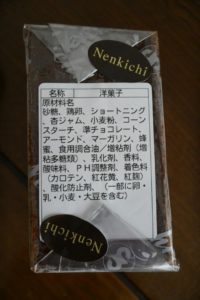 Nenkichi
名称 洋菓子
原材料名
砂糖、鶏卵、ショートニング
、杏ジャム、小麦粉、コーン
スターチ、準チョコレート、
アーモンド、マーガリン、蜂
蜜、食用調合油／増粘剤（増
粘多糖類）、乳化剤、香料、
酸味料、ＰＨ調整剤、着色料
（カロテン、紅花黄、紅麹）
、酸化防止剤、（一部に卵・
乳・小麦・大豆を含む）
Nenkichi